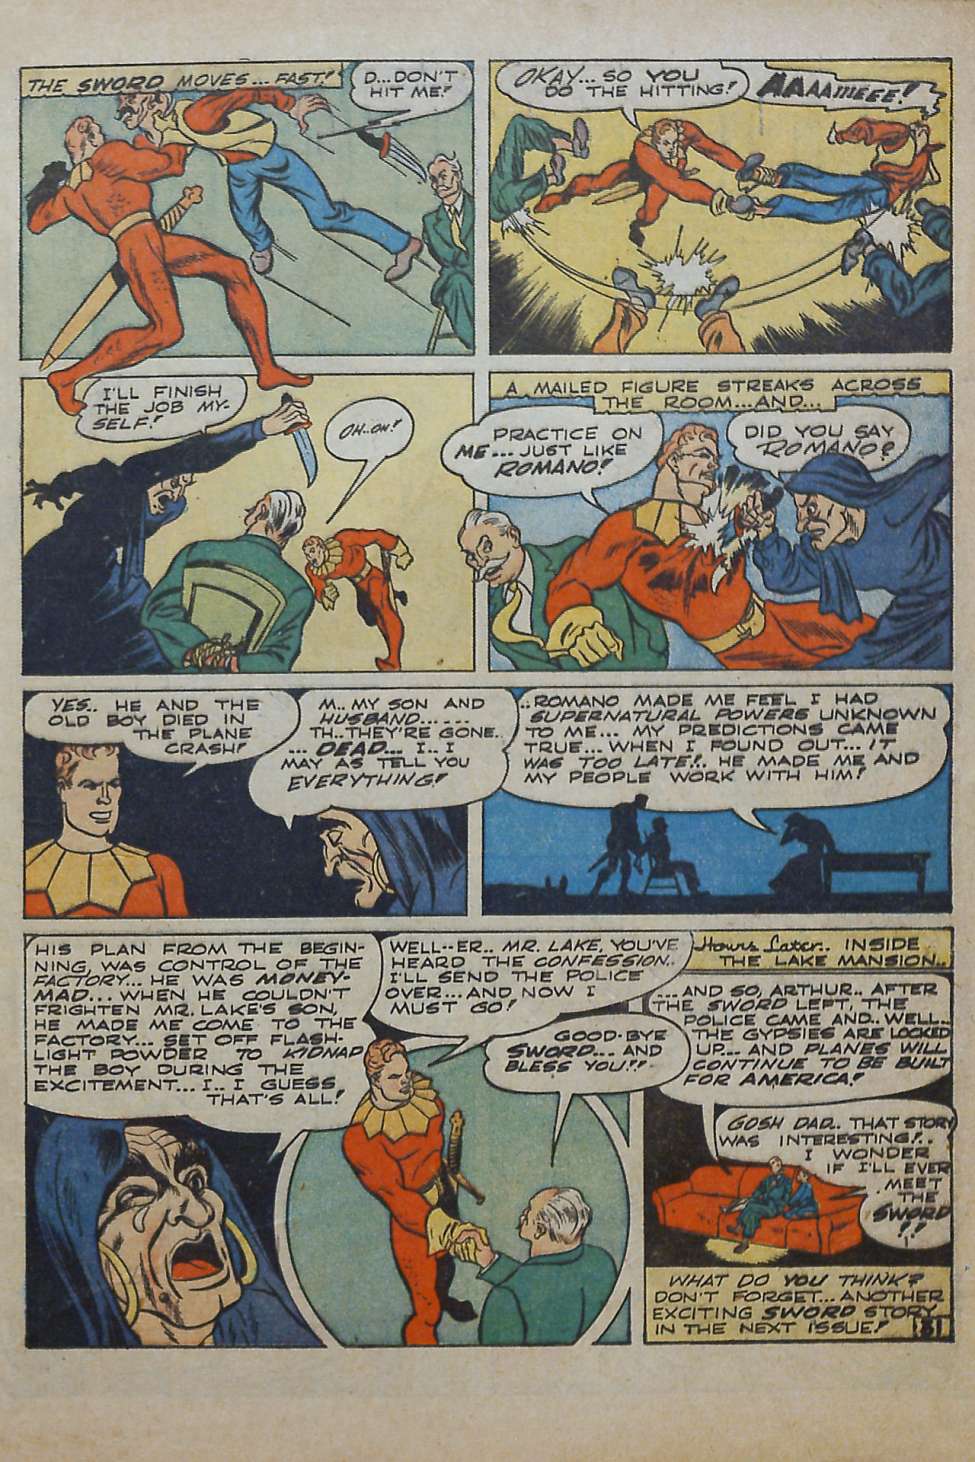 THE SWORD MOVES... FAST!
D...DON'T
HIT ME!
OKAY... SO YOU
DO THE HITTING!
AAAAIIIEEEE!
I'LL FINISH
THE JOB MY-
SELF!
OH..OH!
A MAILED FIGURE STREAKS ACROSS
THE ROOM...AND...
PRACTICE ON
ME... JUST LIKE
ROMANO!
DID YOU SAY
ROMANO?
YES.. HE AND THE
OLD BOY DIED IN
THE PLANE
CRASH!
M..MY SON AND
HUSBAND......
TH..THEY'RE GONE..
... DEAD... I.. I
MAY AS TELL YOU
EVERYTHING!
..ROMANO MADE ME FEEL I HAD
SUPERNATURAL POWERS UNKNOWN
TO ME... MY PREDICTIONS CAME
TRUE...WHEN I FOUND OUT...IT
WAS TOO LATE!. HE MADE ME AND
MY PEOPLE WORK WITH HIM!
HIS PLAN FROM THE BEGIN-
NING, WAS CONTROL OF THE
FACTORY... HE WAS MONEY-
MAD... WHEN HE COULDN'T
FRIGHTEN MR. LAKE'S SON,
HE MADE ME COME TO THE
FACTORY... SET OFF FLASH-
LIGHT POWDER TO KIDNAP
THE BOY DURING THE
EXCITEMENT... I.. I GUESS,
THAT'S ALL!
WELL--ER.. MR. LAKE, YOU'VE
HEARD THE CONFESSION..
I'LL SEND THE POLICE
OVER...AND NOW I
MUST GO!
GOOD-BYE
SWORD... AND
BLESS YOU!!
Hours Later.. INSIDE
THE LAKE MANSION..
... AND SO, ARTHUR.. AFTER
THE SWORD LEFT, THE
POLICE CAME AND.. WELL..
THE GYPSIES ARE LOCKED
UP... AND PLANES WILL
CONTINUE TO BE BUILT
FOR AMERICA!
GOSH DAD.. THAT STORY
WAS INTERESTING!..
I WONDER
IF I'LL EVER
MEET
THE
SWORD
!!
WHAT DO YOU THINK?
DON'T FORGET...ANOTHER
EXCITING SWORD STORY
IN THE NEXT ISSUE!
31